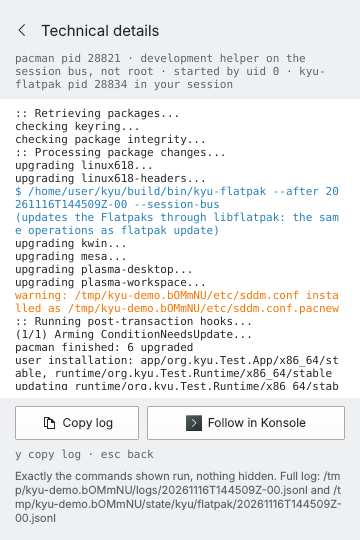 Technical details
pacman pid 28821 · development helper on the
session bus, not root · started by uid 0 · kyu-
flatpak pid 28834 in your session
:: Retrieving packages...
checking keyring...
checking package integrity...
:: Processing package changes...
upgrading linux618...
upgrading linux618-headers...
$ /home/user/kyu/build/bin/kyu-flatpak --after 20
261116T144509Z-00 --session-bus
(updates the Flatpaks through libflatpak: the sam
e operations as flatpak update)
upgrading kwin...
upgrading mesa...
upgrading plasma-desktop...
upgrading plasma-workspace...
warning: /tmp/kyu-demo.bOMmNU/etc/sddm.conf insta
lled as /tmp/kyu-demo.bOMmNU/etc/sddm.conf.pacnew
:: Running post-transaction hooks...
(1/1) Arming ConditionNeedsUpdate...
pacman finished: 6 upgraded
user installation: app/org.kyu.Test.App/x86_64/st
able, runtime/org.kyu.Test.Runtime/x86_64/stable
updating runtime/org.kyu.Test.Runtime/x86_64/stab
Copy log
Follow in Konsole
y copy log · esc back
Exactly the commands shown run, nothing hidden. Full log: /tm
p/kyu-demo.bOMmNU/logs/20261116T144509Z-00.jsonl and /t
mp/kyu-demo.bOMmNU/state/kyu/flatpak/20261116T144509Z-
00.jsonl